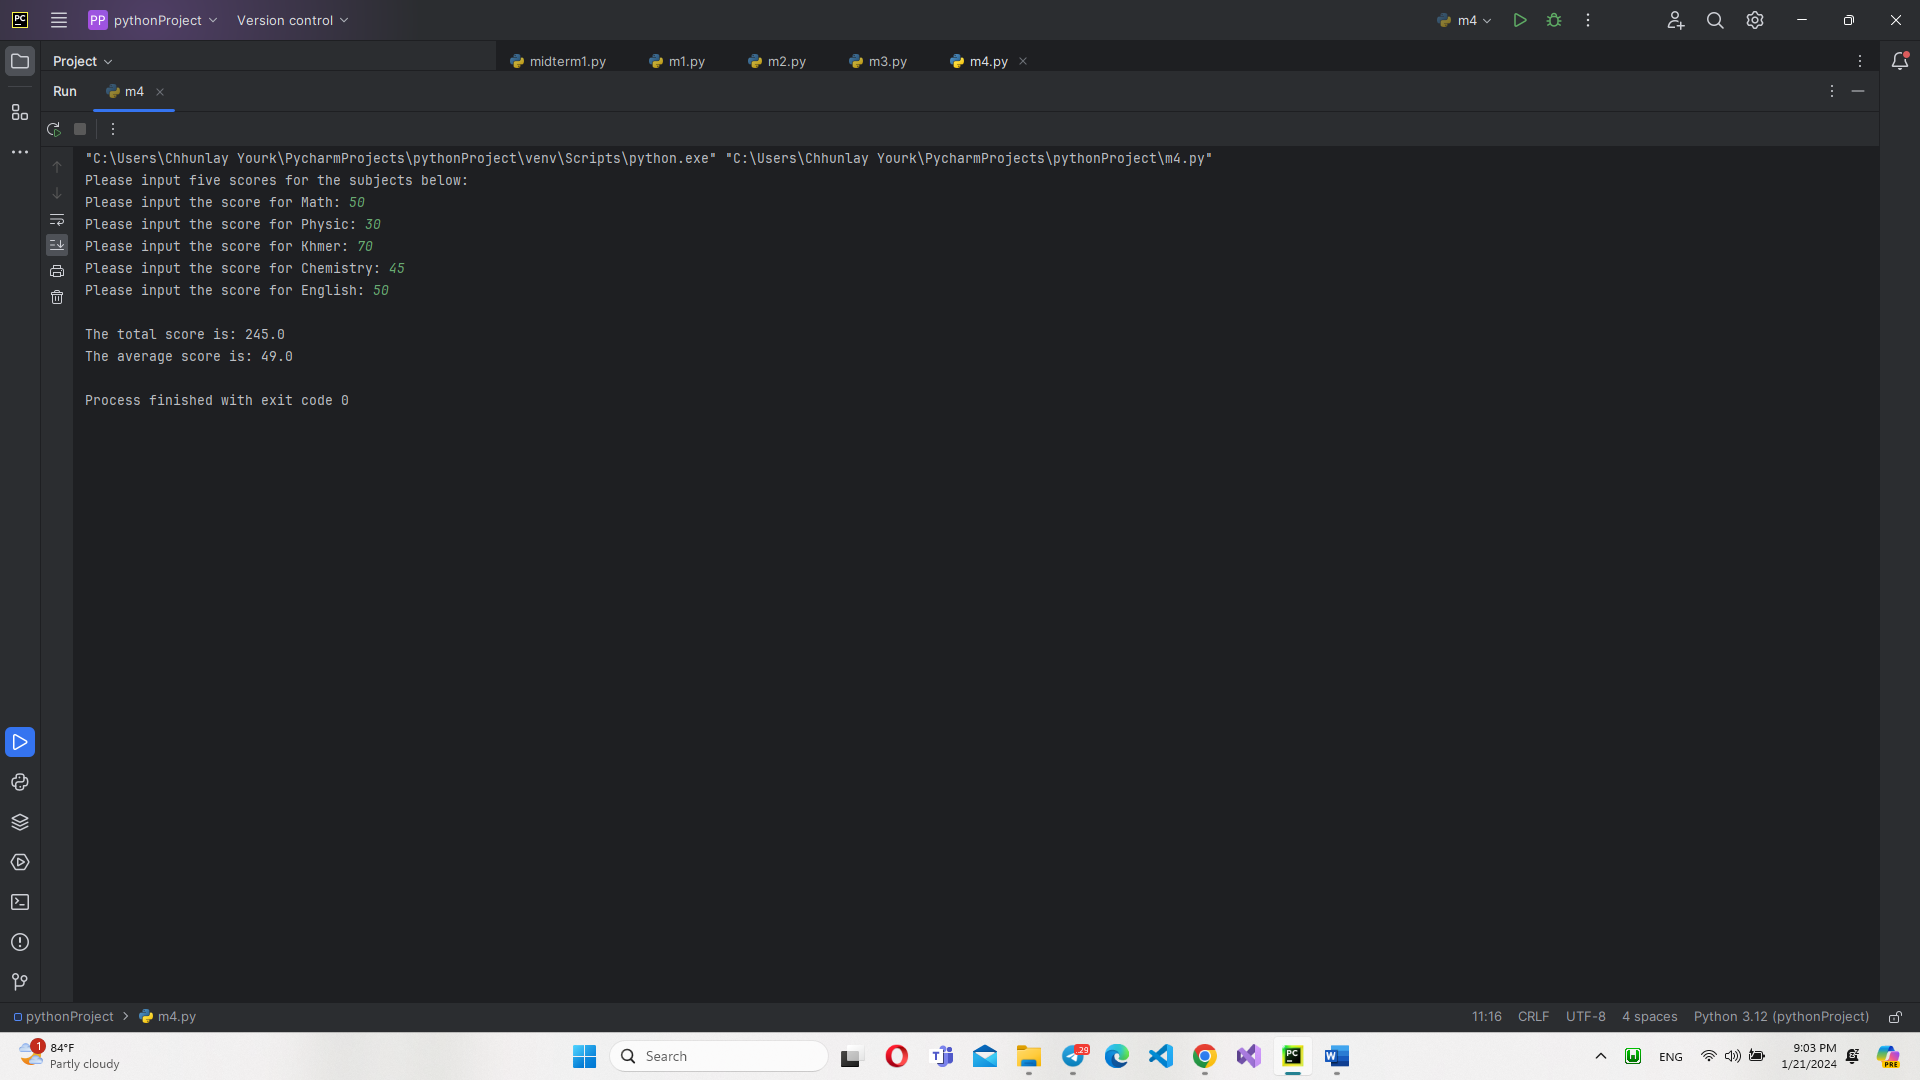 PC
PP pythonProject Version control m4
Project midterm1.py m1.py m2.py m3.py m4.py
Run m4
"C:\Users\Chhunlay Yourk\PycharmProjects\pythonProject\venv\Scripts\python.exe" "C:\Users\Chhunlay Yourk\PycharmProjects\pythonProject\m4.py"
Please input five scores for the subjects below:
Please input the score for Math: 50
Please input the score for Physic: 30
Please input the score for Khmer: 70
Please input the score for Chemistry: 45
Please input the score for English: 50
The total score is: 245.0
The average score is: 49.0
Process finished with exit code 0
pythonProject > m4.py 11:16 CRLF UTF-8 4 spaces Python 3.12 (pythonProject)
1 84°F
Partly cloudy
Search
29
PC
W
ENG
9:03 PM
1/21/2024
PRE